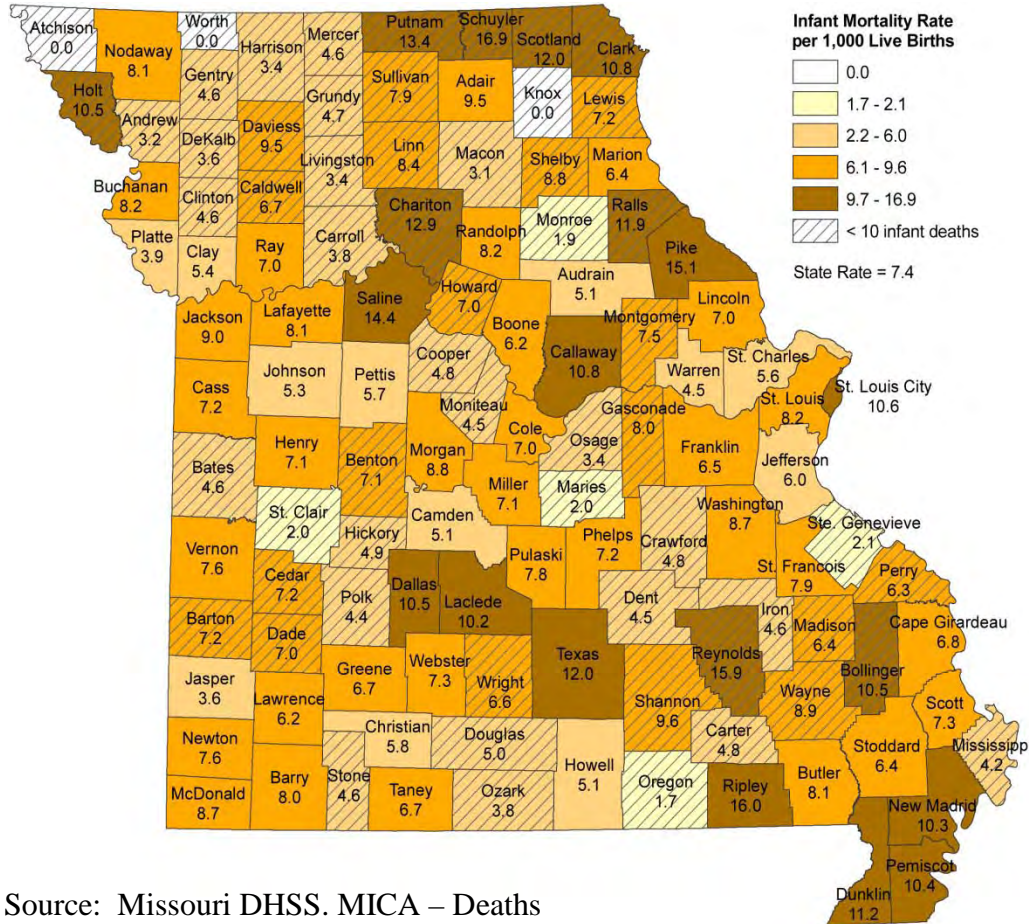 Infant Mortality Rate
per 1,000 Live Births
0.0
1.7 - 2.1
2.2 - 6.0
6.1 - 9.6
9.7 - 16.9
< 10 infant deaths
State Rate = 7.4
Atchison
0.0
Nodaway
8.1
Worth
0.0
Harrison
3.4
Mercer
4.6
Putnam
13.4
Schuyler
16.9
Scotland
12.0
Clark
10.8
Holt
10.5
Gentry
4.6
Grundy
4.7
Sullivan
7.9
Adair
9.5
Knox
0.0
Lewis
7.2
Andrew
3.2
DeKalb
3.6
Daviess
9.5
Livingston
3.4
Linn
8.4
Macon
3.1
Shelby
8.8
Marion
6.4
Buchanan
8.2
Clinton
4.6
Caldwell
6.7
Chariton
12.9
Randolph
8.2
Monroe
1.9
Ralls
11.9
Pike
15.1
Platte
3.9
Clay
5.4
Ray
7.0
Carroll
3.8
Audrain
5.1
Jackson
9.0
Lafayette
8.1
Saline
14.4
Howard
7.0
Boone
6.2
Callaway
10.8
Montgomery
7.5
Lincoln
7.0
Johnson
5.3
Pettis
5.7
Cooper
4.8
Moniteau
4.5
Warren
4.5
St. Charles
5.6
St. Louis City
10.6
St. Louis
8.2
Cass
7.2
Henry
7.1
Benton
7.1
Morgan
8.8
Cole
7.0
Osage
3.4
Gasconade
8.0
Franklin
6.5
Jefferson
6.0
Bates
4.6
St. Clair
2.0
Hickory
4.9
Camden
5.1
Miller
7.1
Maries
2.0
Phelps
7.2
Crawford
4.8
Washington
8.7
Ste. Genevieve
2.1
St. Francois
7.9
Perry
6.3
Vernon
7.6
Cedar
7.2
Polk
4.4
Dallas
10.5
Laclede
10.2
Pulaski
7.8
Dent
4.5
Iron
4.6
Madison
6.4
Cape Girardeau
6.8
Barton
7.2
Dade
7.0
Greene
6.7
Webster
7.3
Wright
6.6
Texas
12.0
Reynolds
15.9
Bollinger
10.5
Jasper
3.6
Lawrence
6.2
Christian
5.8
Douglas
5.0
Shannon
9.6
Carter
4.8
Wayne
8.9
Scott
7.3
Stoddard
6.4
Mississipp
4.2
Newton
7.6
McDonald
8.7
Barry
8.0
Stone
4.6
Taney
6.7
Ozark
3.8
Howell
5.1
Oregon
1.7
Ripley
16.0
Butler
8.1
New Madrid
10.3
Pemiscot
10.4
Dunklin
11.2
Source: Missouri DHSS. MICA – Deaths